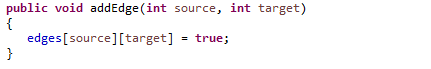 public void addEdge(int source, int target)
{
   edges[source][target] = true;
}